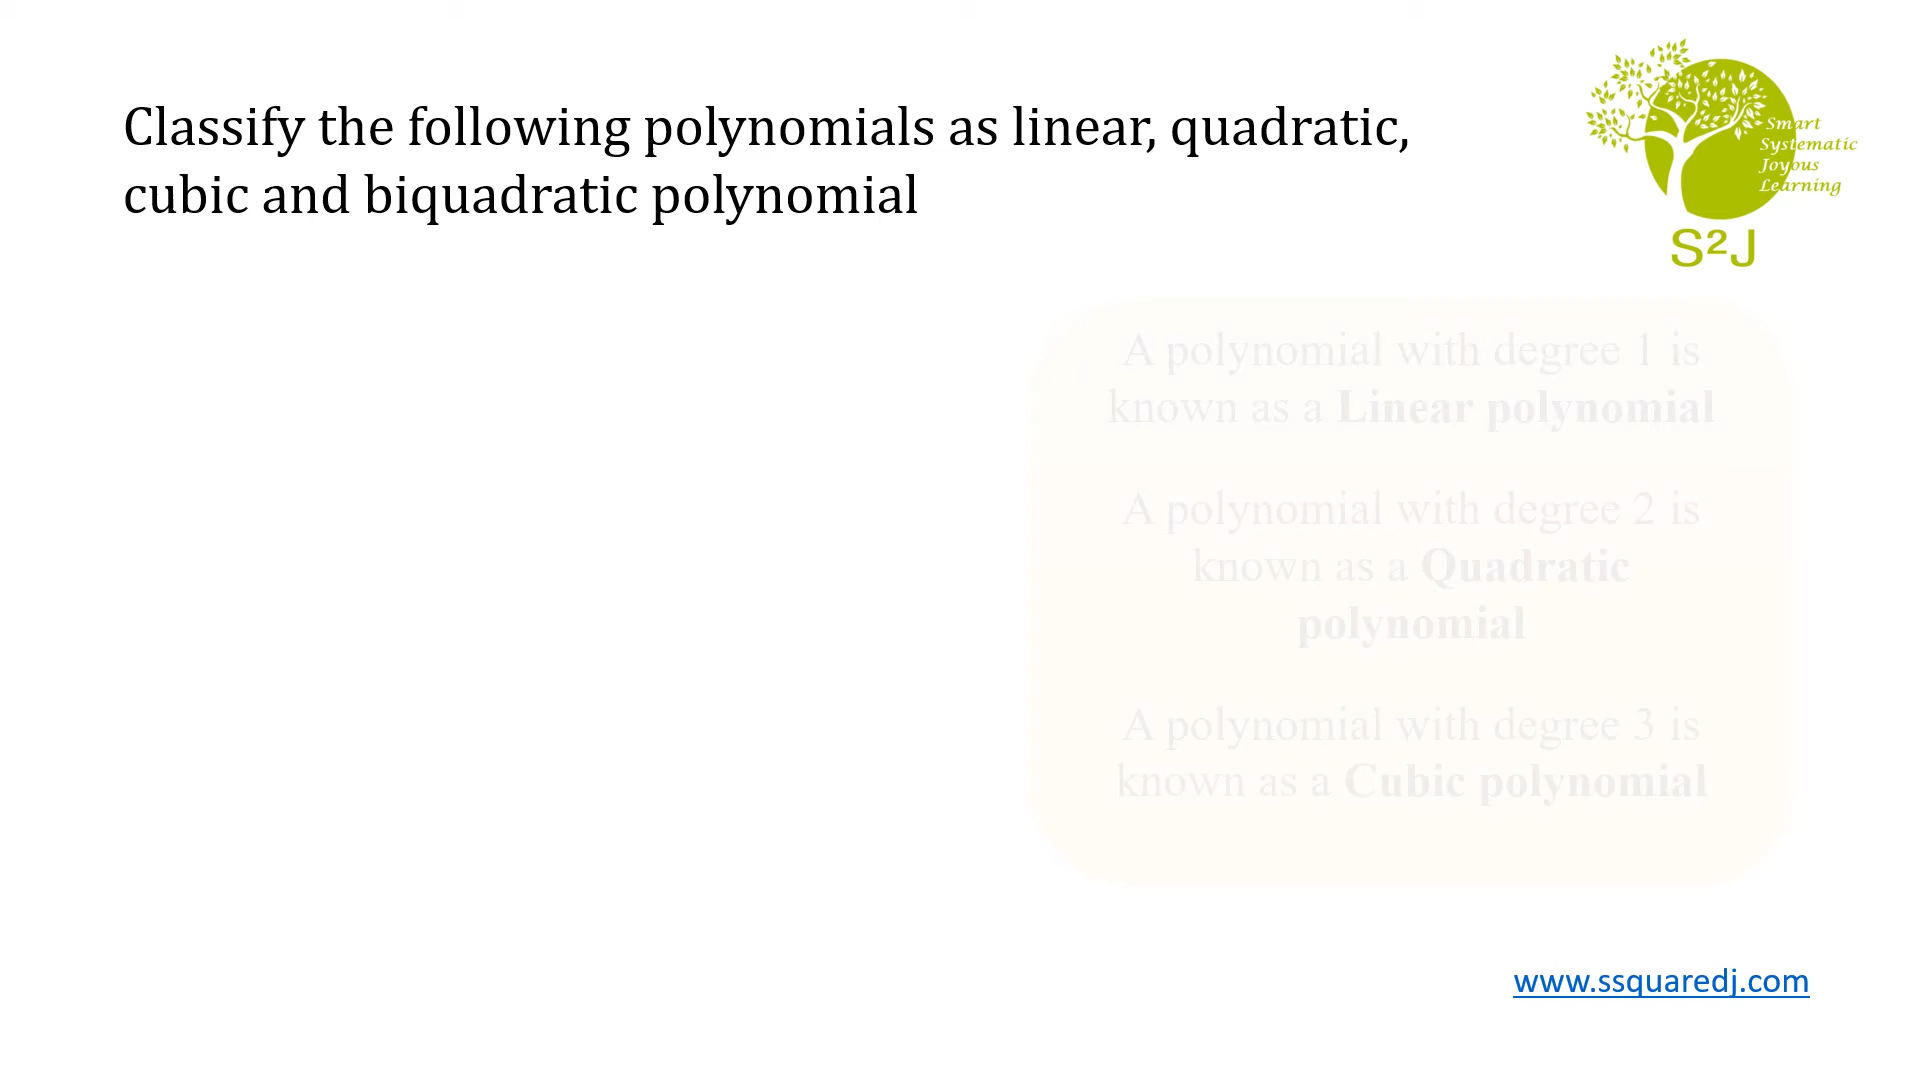 Classify the following polynomials as linear, quadratic,
cubic and biquadratic polynomial
Smart
Systematic
Joyous
Learning
S²J
A polynomial with degree 1 is
known as a Linear polynomial
A polynomial with degree 2 is
known as a Quadratic
polynomial
A polynomial with degree 3 is
known as a Cubic polynomial
www.ssquaredj.com